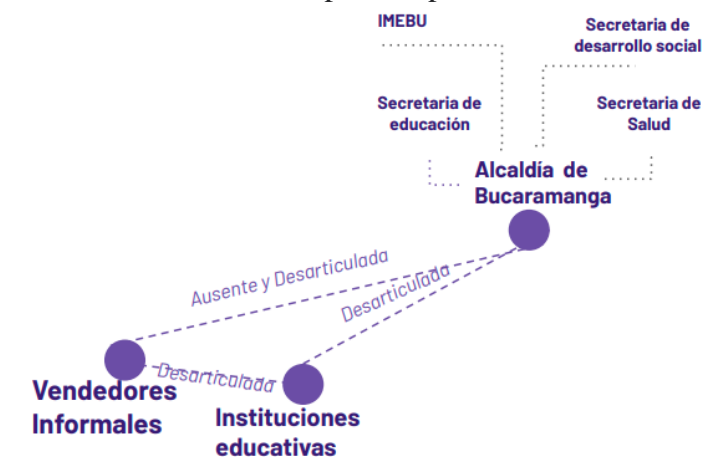 IMEBU
Secretaria de
desarrollo social
Secretaria de
educación
Secretaria de
Salud
Alcaldía de
Bucaramanga
Ausente y Desarticulada
Desarticulada
Desarticulada
Vendedores
Informales
Instituciones
educativas